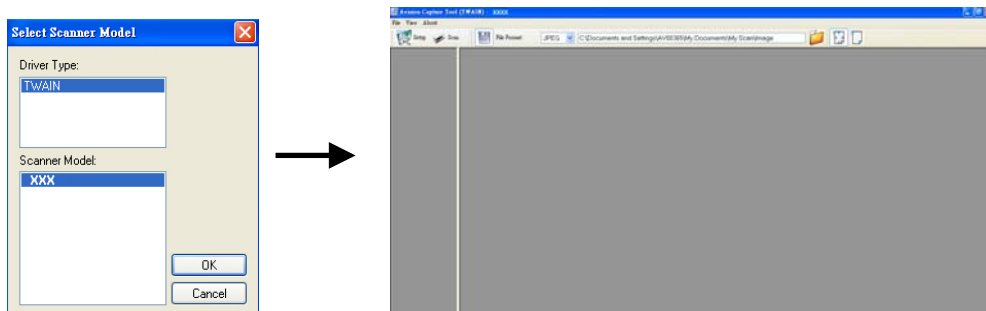 Select Scanner Model
Driver Type:
TWAIN
Scanner Model:
XXX
OK
Cancel
Avision Capture Tool (TWAIN) - XXXX
File View About
Setup Scan File Format: JPEG C:\Documents and Settings\AV00365\My Documents\My Scan\Image